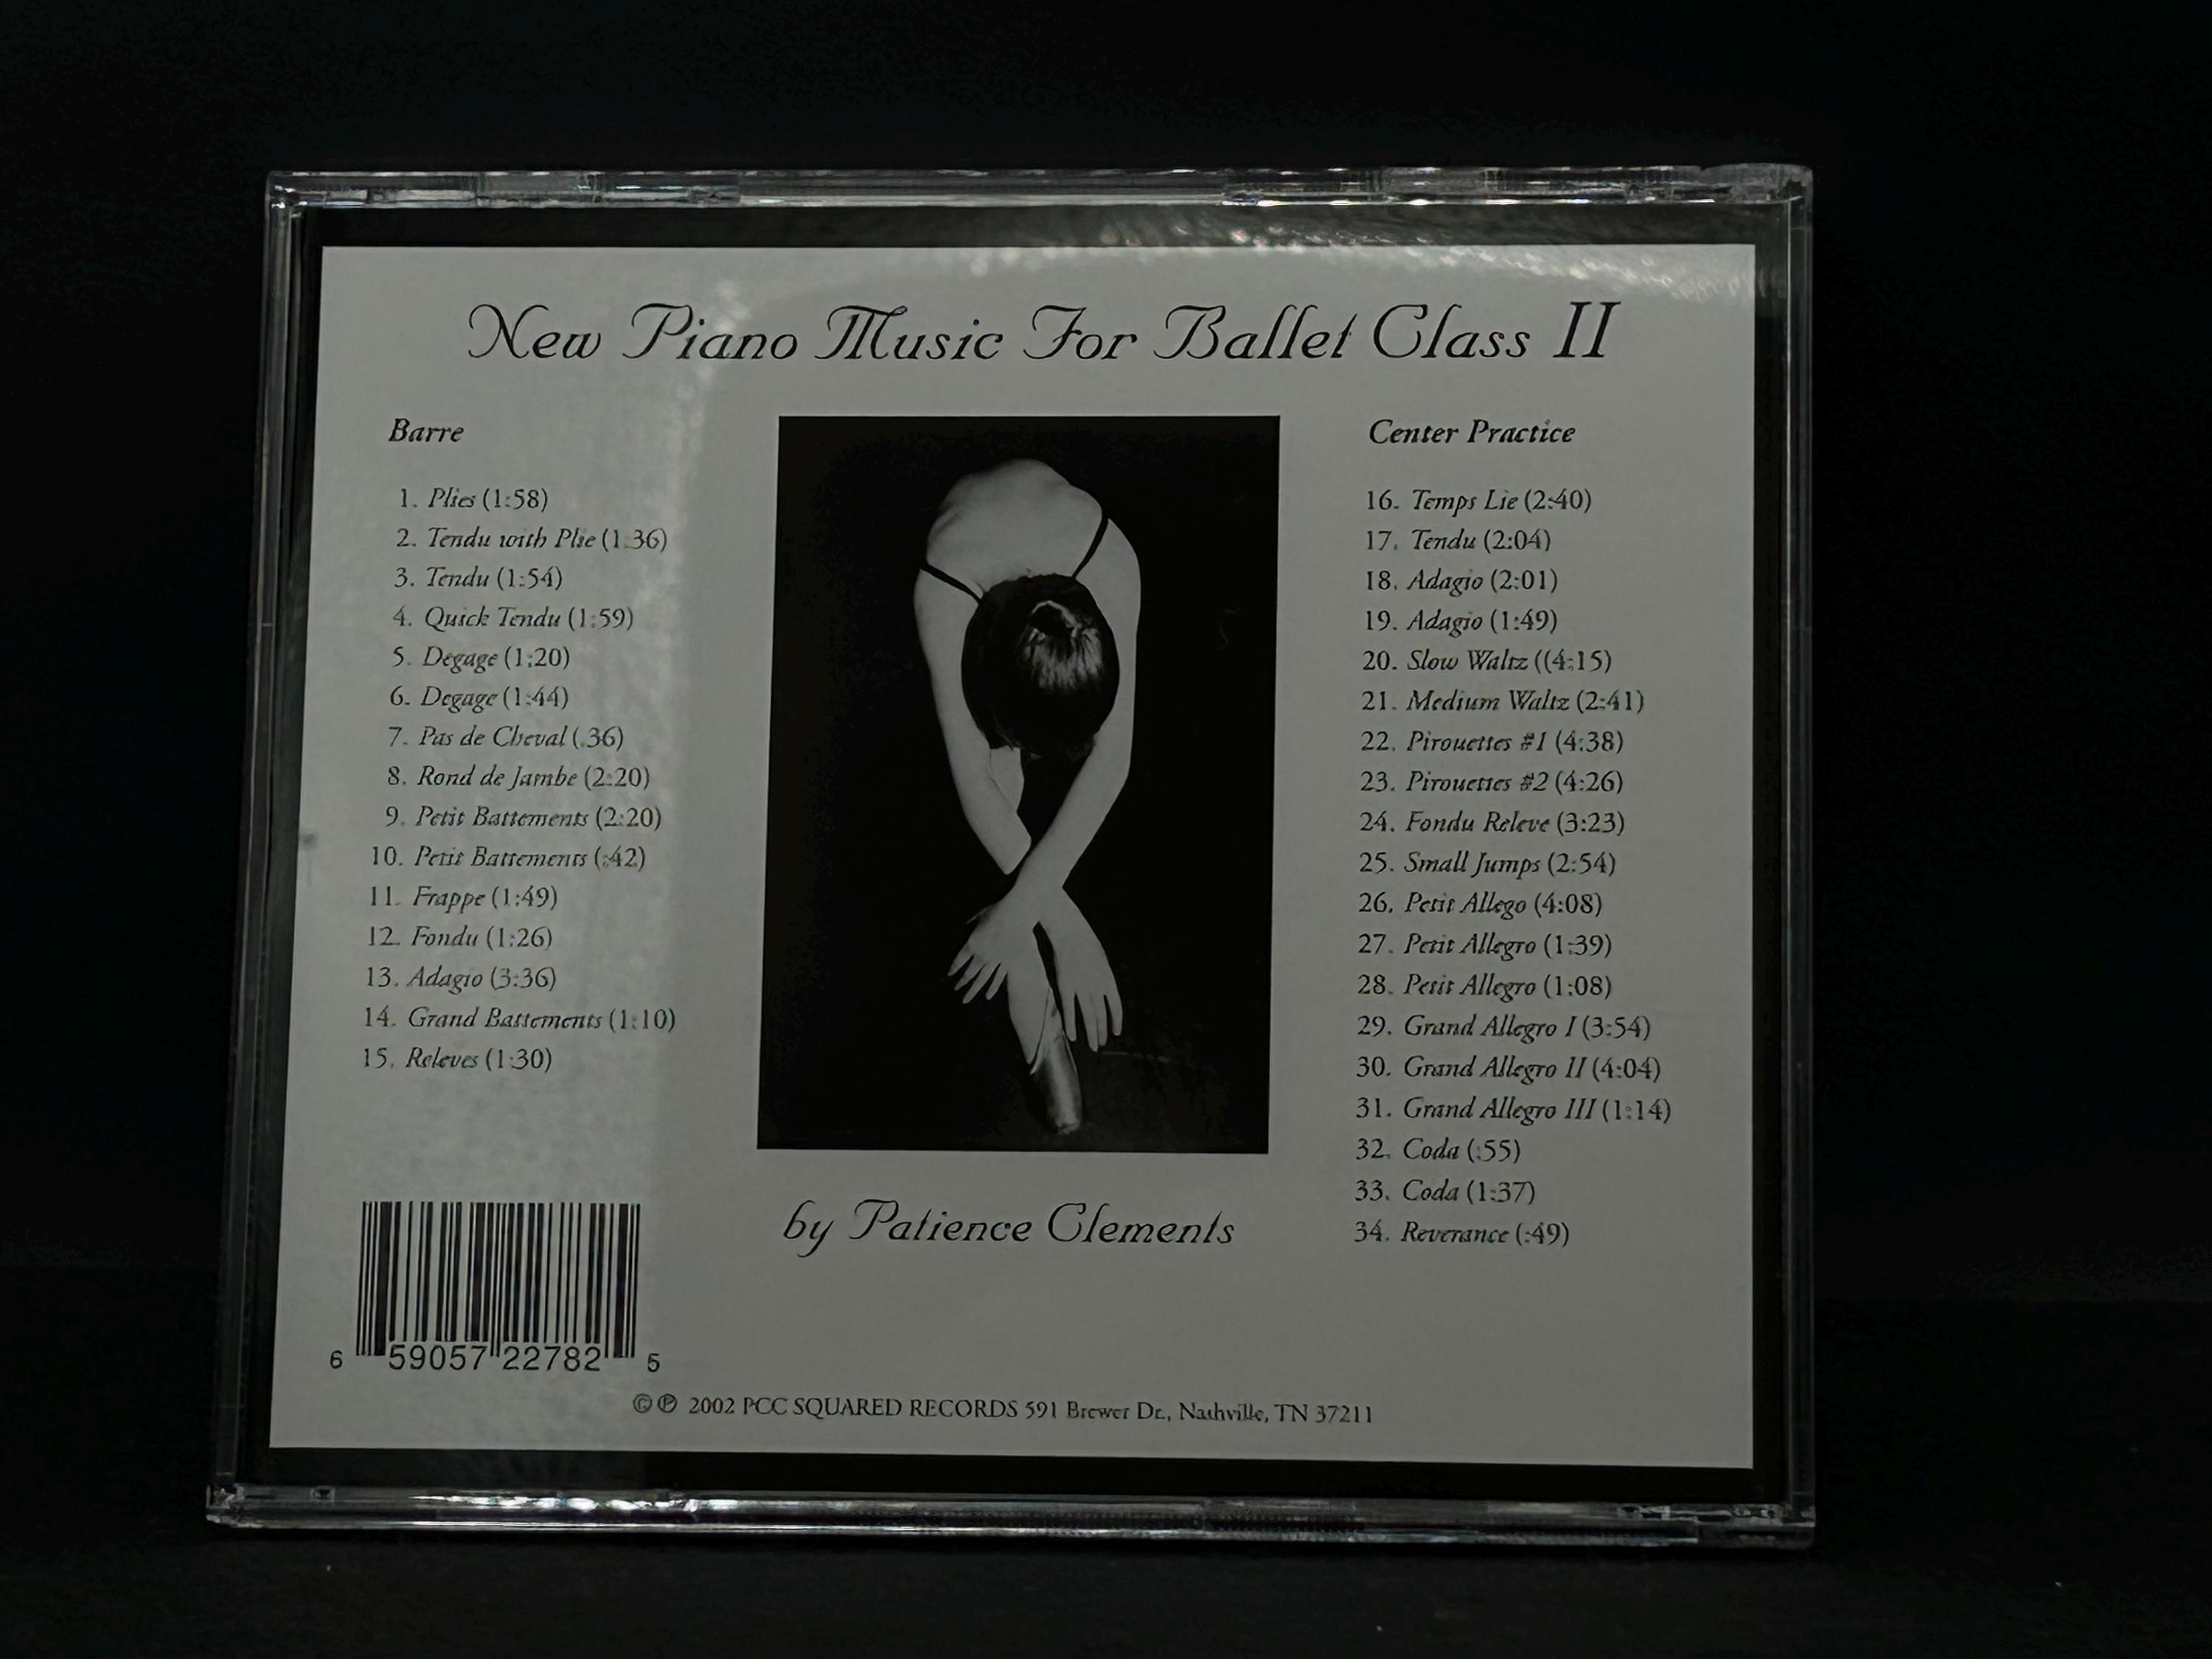 New Piano Music For Ballet Class II
Barre
1. Plies (1:58)
2. Tendu with Plie (1:36)
3. Tendu (1:54)
4. Quick Tendu (1:59)
5. Degage (1:20)
6. Degage (1:44)
7. Pas de Cheval (.36)
8. Rond de Jambe (2:20)
9. Petit Battements (2:20)
10. Petit Battements (:42)
11. Frappe (1:49)
12. Fondu (1:26)
13. Adagio (3:36)
14. Grand Battements (1:10)
15. Releves (1:30)
Center Practice
16. Temps Lie (2:40)
17. Tendu (2:04)
18. Adagio (2:01)
19. Adagio (1:49)
20. Slow Waltz ((4:15)
21. Medium Waltz (2:41)
22. Pirouettes #1 (4:38)
23. Pirouettes #2 (4:26)
24. Fondu Releve (3:23)
25. Small Jumps (2:54)
26. Petit Allego (4:08)
27. Petit Allegro (1:39)
28. Petit Allegro (1:08)
29. Grand Allegro I (3:54)
30. Grand Allegro II (4:04)
31. Grand Allegro III (1:14)
32. Coda (:55)
33. Coda (1:37)
34. Reverance (:49)
by Patience Clements
6 59057 22782 5
© ℗ 2002 PCC SQUARED RECORDS 591 Brewer Dr., Nashville, TN 37211